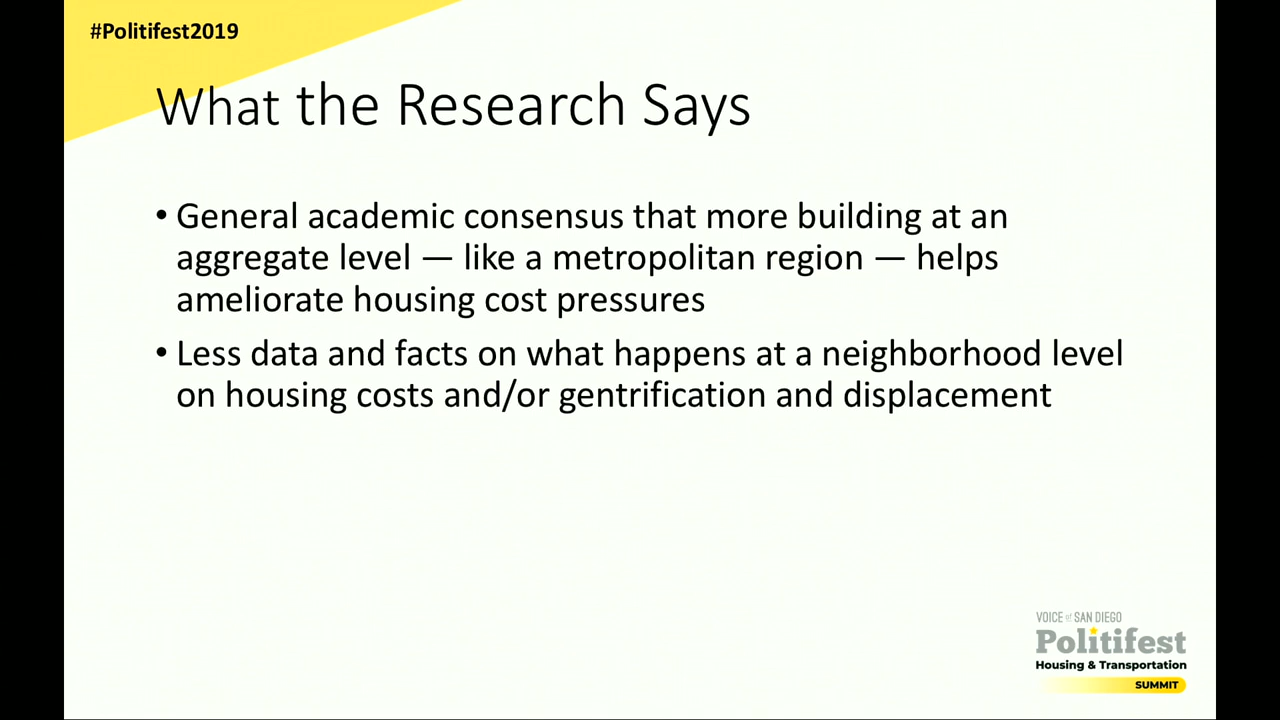 #Politifest2019
What the Research Says
• General academic consensus that more building at an
aggregate level — like a metropolitan region — helps
ameliorate housing cost pressures
• Less data and facts on what happens at a neighborhood level
on housing costs and/or gentrification and displacement
VOICE of SAN DIEGO
Politifest
Housing & Transportation
SUMMIT